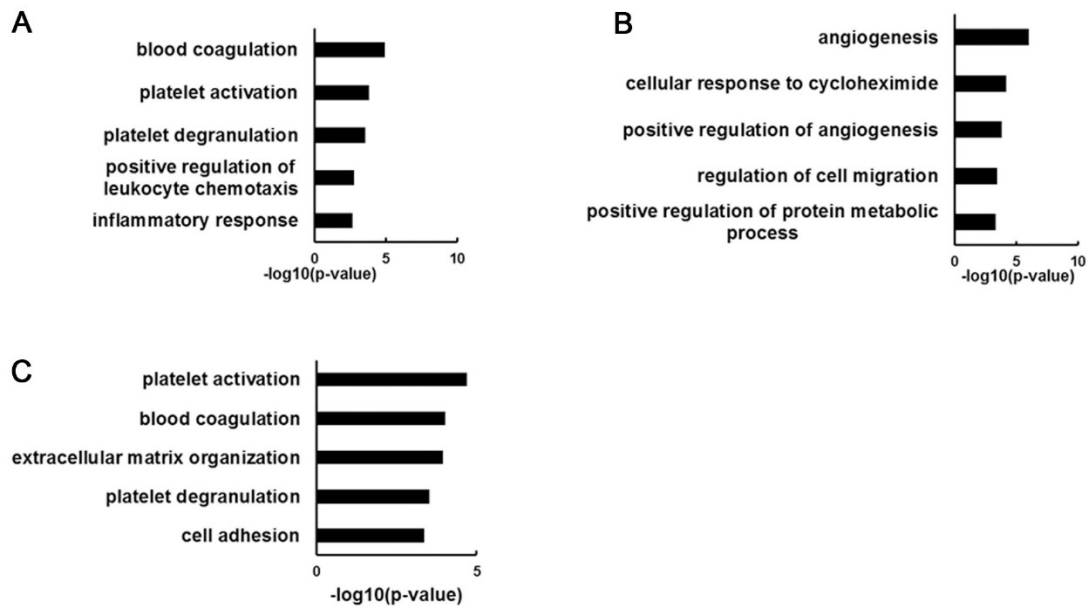 A
blood coagulation
platelet activation
platelet degranulation
positive regulation of
leukocyte chemotaxis
inflammatory response
0 5 10
-log10(p-value)
B
angiogenesis
cellular response to cycloheximide
positive regulation of angiogenesis
regulation of cell migration
positive regulation of protein metabolic
process
0 5 10
-log10(p-value)
C
platelet activation
blood coagulation
extracellular matrix organization
platelet degranulation
cell adhesion
0 5
-log10(p-value)